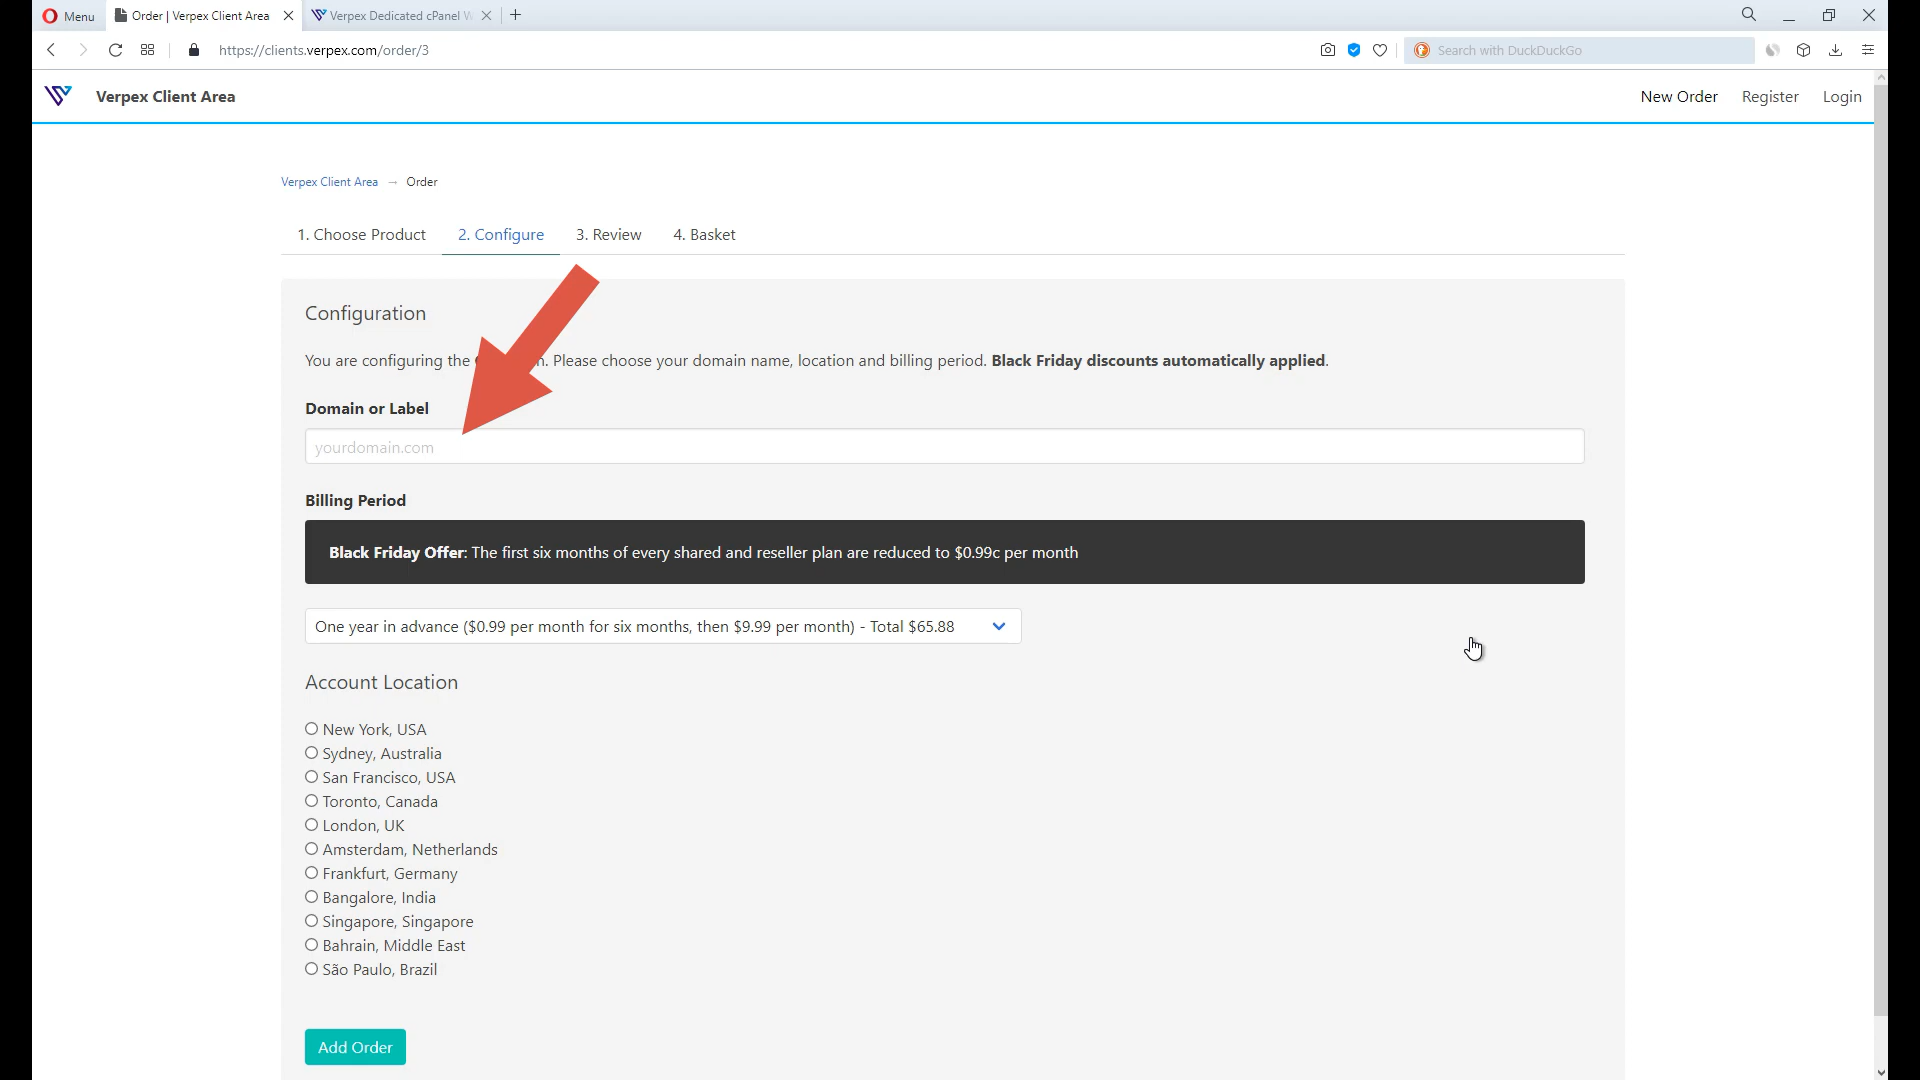 Menu
Order | Verpex Client Area
Verpex Dedicated cPanel
https://clients.verpex.com/order/3
Search with DuckDuckGo
Verpex Client Area
New Order
Register
Login
Verpex Client Area → Order
1. Choose Product
2. Configure
3. Review
4. Basket
Configuration
You are configuring the . Please choose your domain name, location and billing period. Black Friday discounts automatically applied.
Domain or Label
yourdomain.com
Billing Period
Black Friday Offer: The first six months of every shared and reseller plan are reduced to $0.99c per month
One year in advance ($0.99 per month for six months, then $9.99 per month) - Total $65.88
Account Location
New York, USA
Sydney, Australia
San Francisco, USA
Toronto, Canada
London, UK
Amsterdam, Netherlands
Frankfurt, Germany
Bangalore, India
Singapore, Singapore
Bahrain, Middle East
São Paulo, Brazil
Add Order